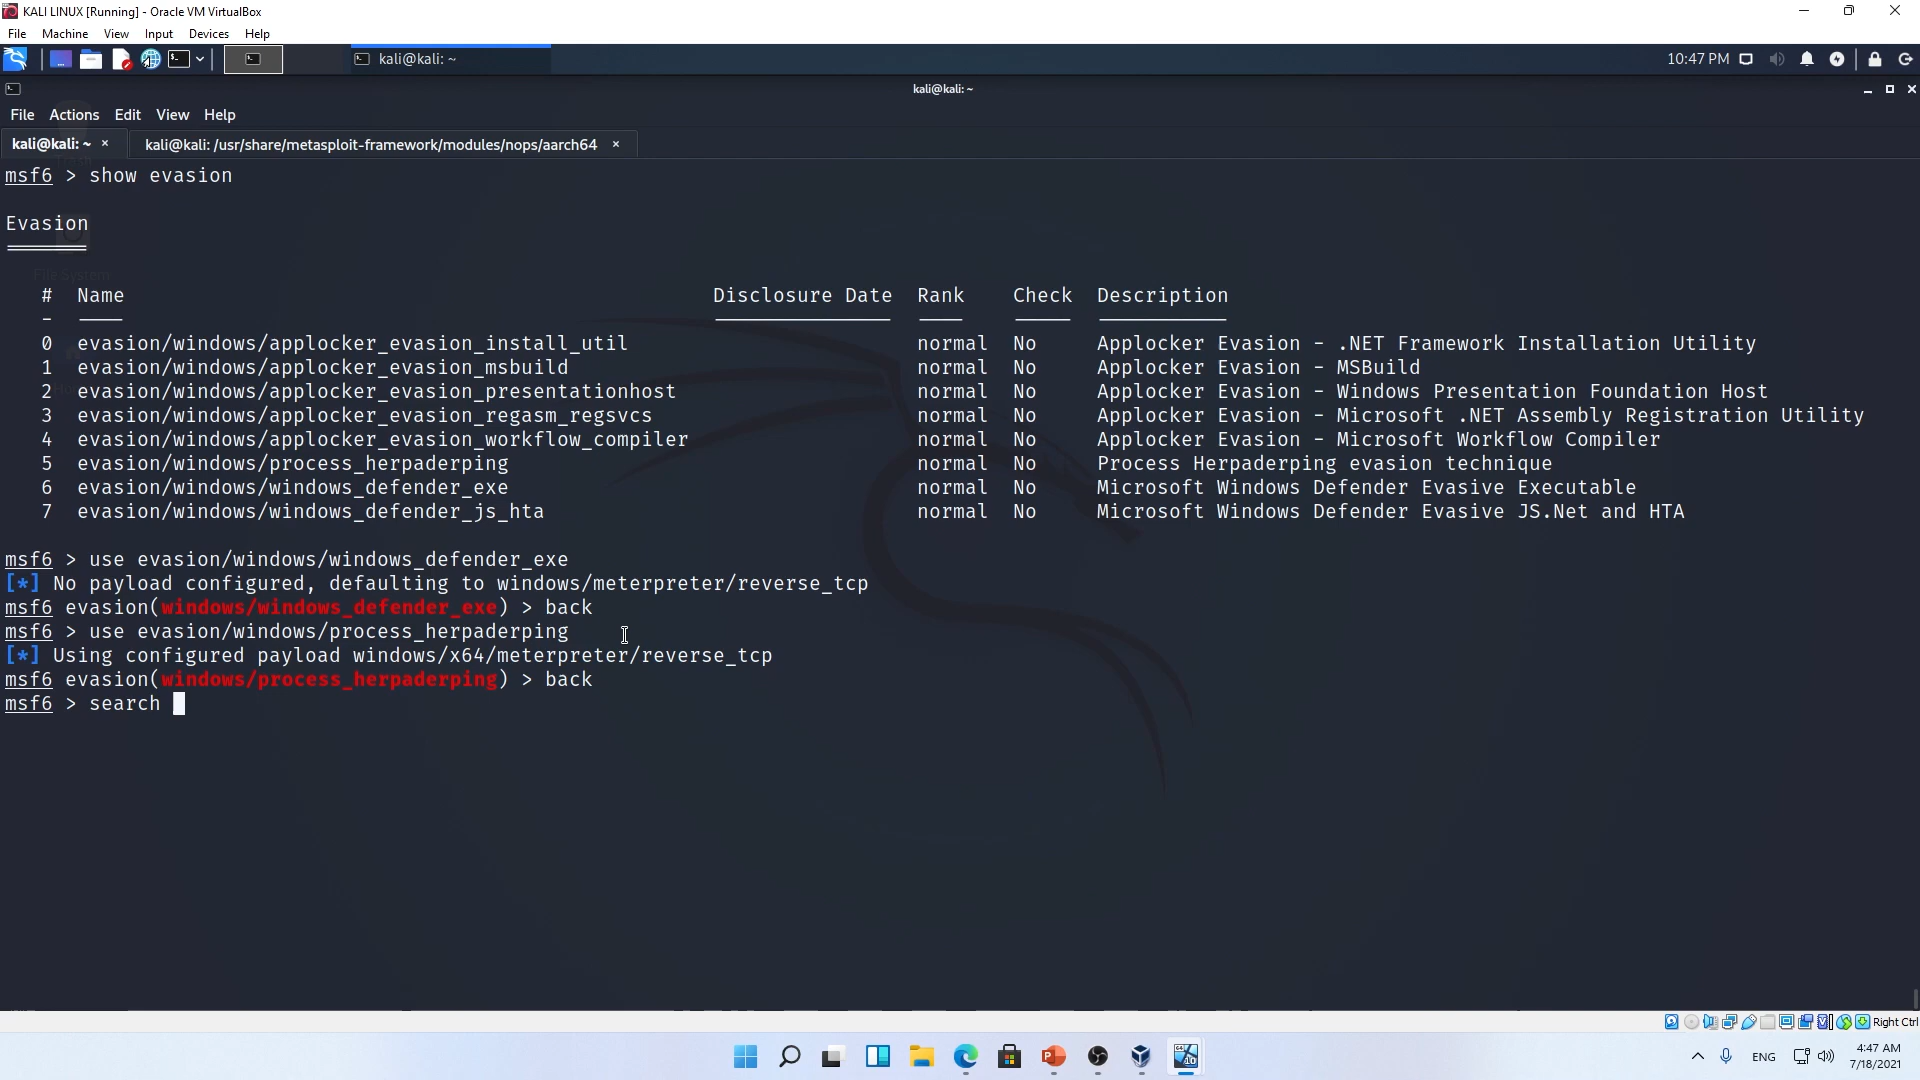 KALI LINUX [Running] - Oracle VM VirtualBox
File Machine View Input Devices Help
kali@kali: ~
10:47 PM
kali@kali: ~
File Actions Edit View Help
kali@kali: ~ × kali@kali: /usr/share/metasploit-framework/modules/nops/aarch64 ×
msf6 > show evasion
Evasion
File System
# Name Disclosure Date Rank Check Description
0 evasion/windows/applocker_evasion_install_util normal No Applocker Evasion - .NET Framework Installation Utility
1 evasion/windows/applocker_evasion_msbuild normal No Applocker Evasion - MSBuild
2 evasion/windows/applocker_evasion_presentationhost normal No Applocker Evasion - Windows Presentation Foundation Host
3 evasion/windows/applocker_evasion_regasm_regsvcs normal No Applocker Evasion - Microsoft .NET Assembly Registration Utility
4 evasion/windows/applocker_evasion_workflow_compiler normal No Applocker Evasion - Microsoft Workflow Compiler
5 evasion/windows/process_herpaderping normal No Process Herpaderping evasion technique
6 evasion/windows/windows_defender_exe normal No Microsoft Windows Defender Evasive Executable
7 evasion/windows/windows_defender_js_hta normal No Microsoft Windows Defender Evasive JS.Net and HTA
msf6 > use evasion/windows/windows_defender_exe
[*] No payload configured, defaulting to windows/meterpreter/reverse_tcp
msf6 evasion(windows/windows_defender_exe) > back
msf6 > use evasion/windows/process_herpaderping
[*] Using configured payload windows/x64/meterpreter/reverse_tcp
msf6 evasion(windows/process_herpaderping) > back
msf6 > search
Right Ctrl
ENG
4:47 AM
7/18/2021